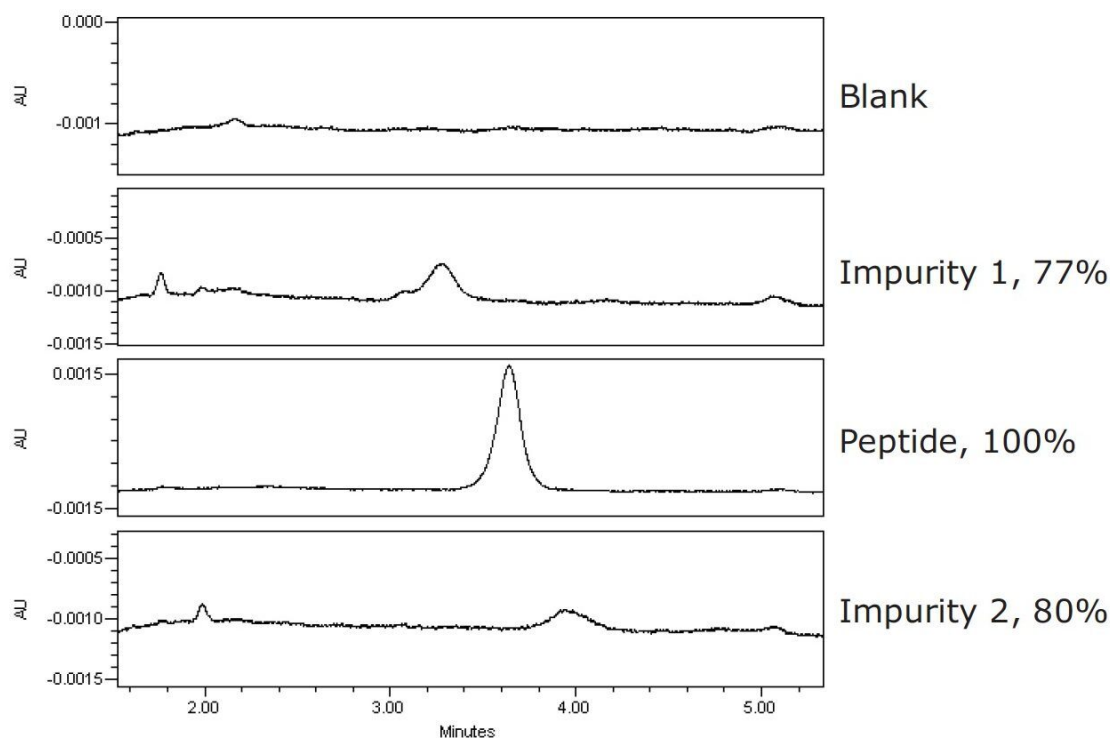 0.000
AU
-0.001
Blank
-0.0005
AU
-0.0010
-0.0015
Impurity 1, 77%
0.0015
AU
-0.0015
Peptide, 100%
-0.0005
AU
-0.0010
-0.0015
Impurity 2, 80%
2.00 3.00 4.00 5.00
Minutes